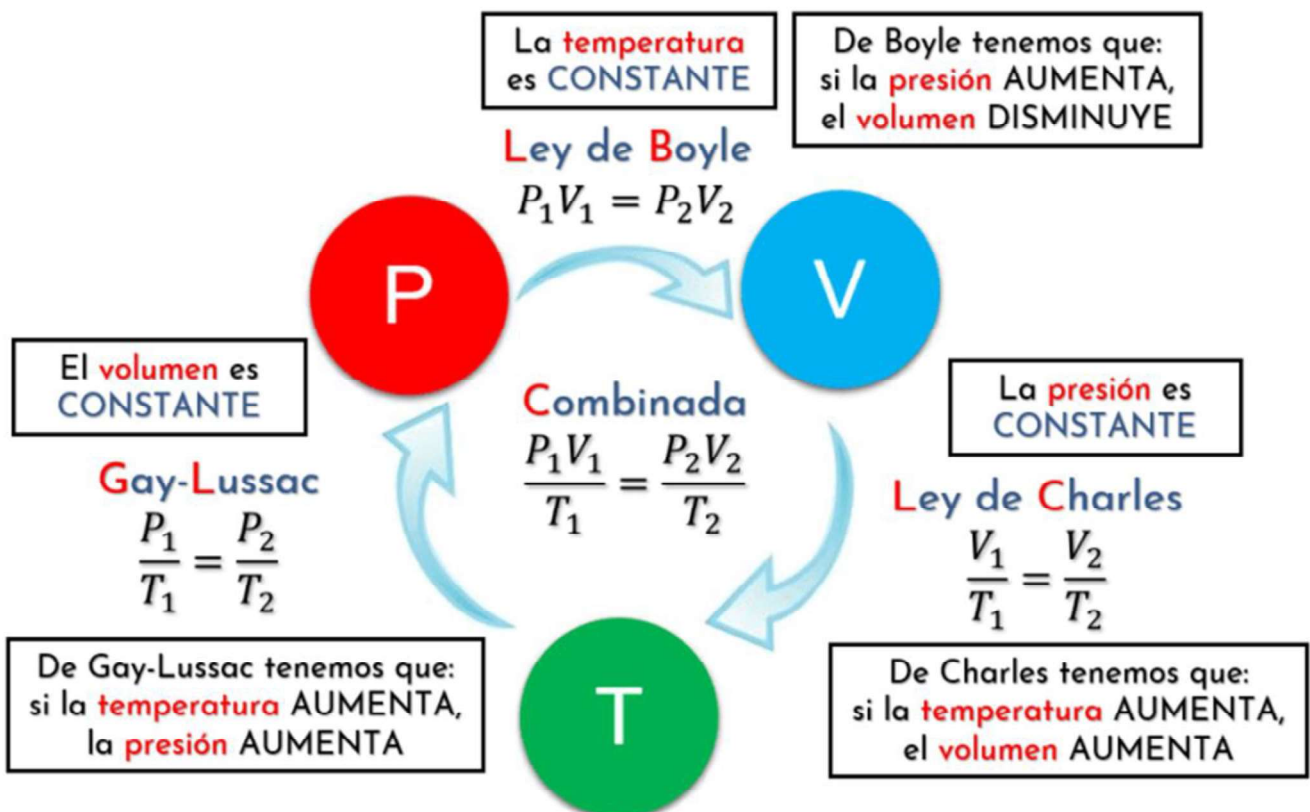 La temperatura
es CONSTANTE
De Boyle tenemos que:
si la presión AUMENTA,
el volumen DISMINUYE
Ley de Boyle
P₁V₁ = P₂V₂
P
V
El volumen es
CONSTANTE
Gay-Lussac
P₁/T₁ = P₂/T₂
Combinada
P₁V₁/T₁ = P₂V₂/T₂
La presión es
CONSTANTE
Ley de Charles
V₁/T₁ = V₂/T₂
De Gay-Lussac tenemos que:
si la temperatura AUMENTA,
la presión AUMENTA
T
De Charles tenemos que:
si la temperatura AUMENTA,
el volumen AUMENTA